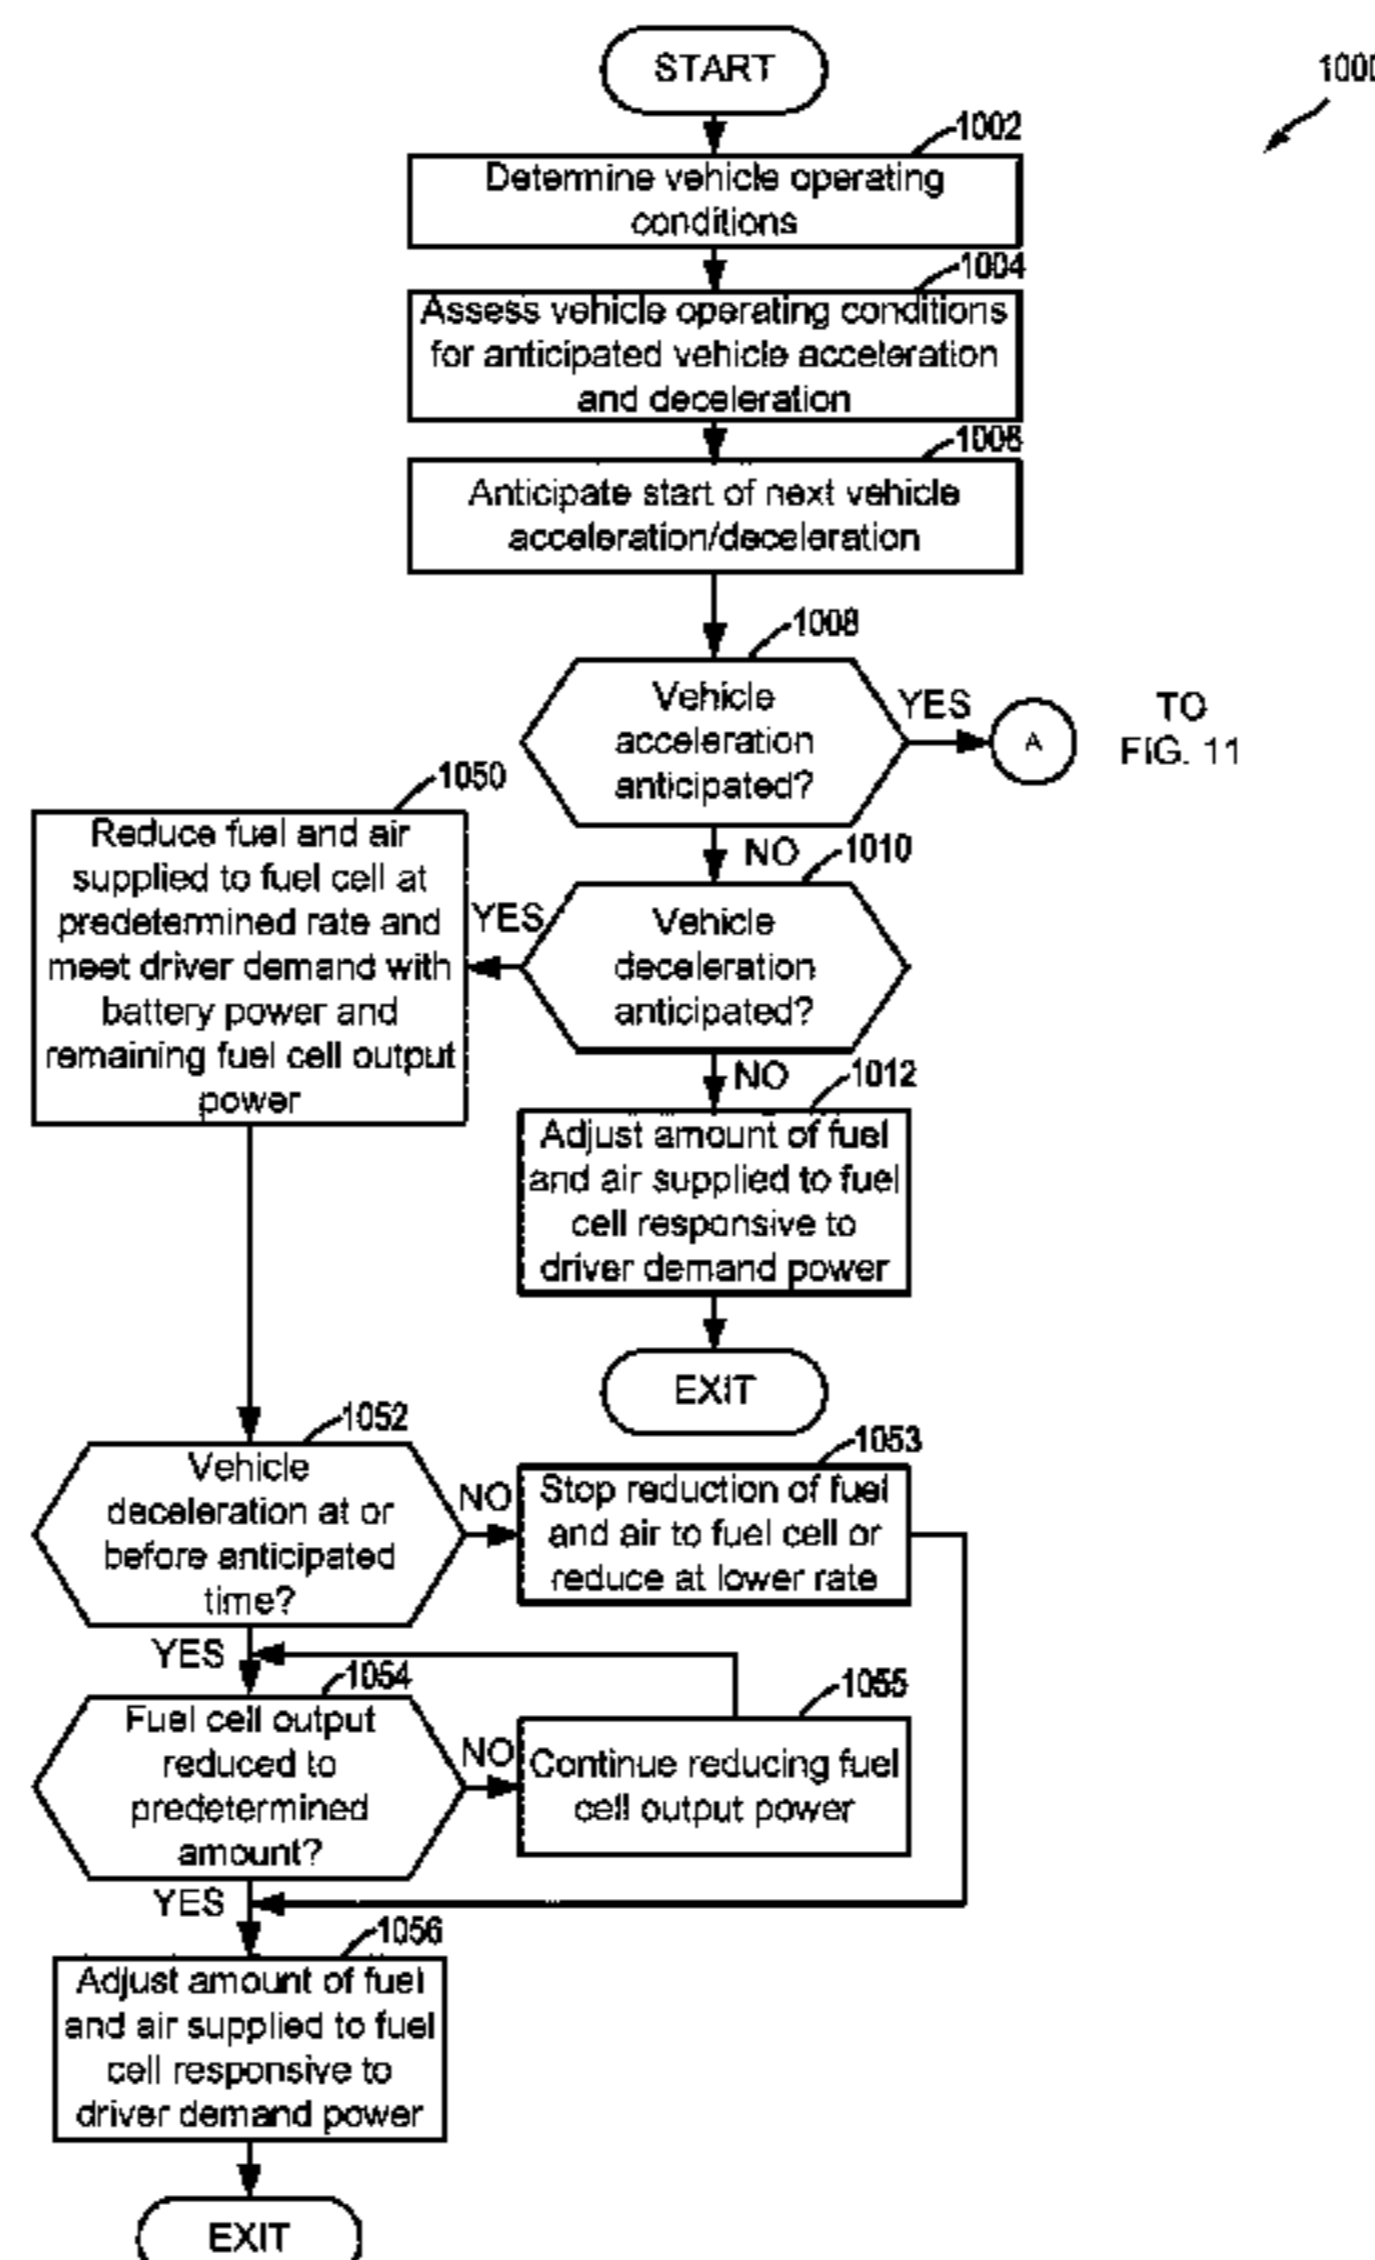 START
1000
1002
Determine vehicle operating
conditions
1004
Assess vehicle operating conditions
for anticipated vehicle acceleration
and deceleration
1006
Anticipate start of next vehicle
acceleration/deceleration
1008
Vehicle
acceleration
anticipated?
YES
A
TO
FIG. 11
NO
1050
Reduce fuel and air
supplied to fuel cell at
predetermined rate and
meet driver demand with
battery power and
remaining fuel cell output
power
1010
YES
Vehicle
deceleration
anticipated?
NO
1012
Adjust amount of fuel
and air supplied to fuel
cell responsive to
driver demand power
EXIT
1052
Vehicle
deceleration at or
before anticipated
time?
NO
1053
Stop reduction of fuel
and air to fuel cell or
reduce at lower rate
YES
1054
Fuel cell output
reduced to
predetermined
amount?
NO
1055
Continue reducing fuel
cell output power
YES
1056
Adjust amount of fuel
and air supplied to fuel
cell responsive to
driver demand power
EXIT